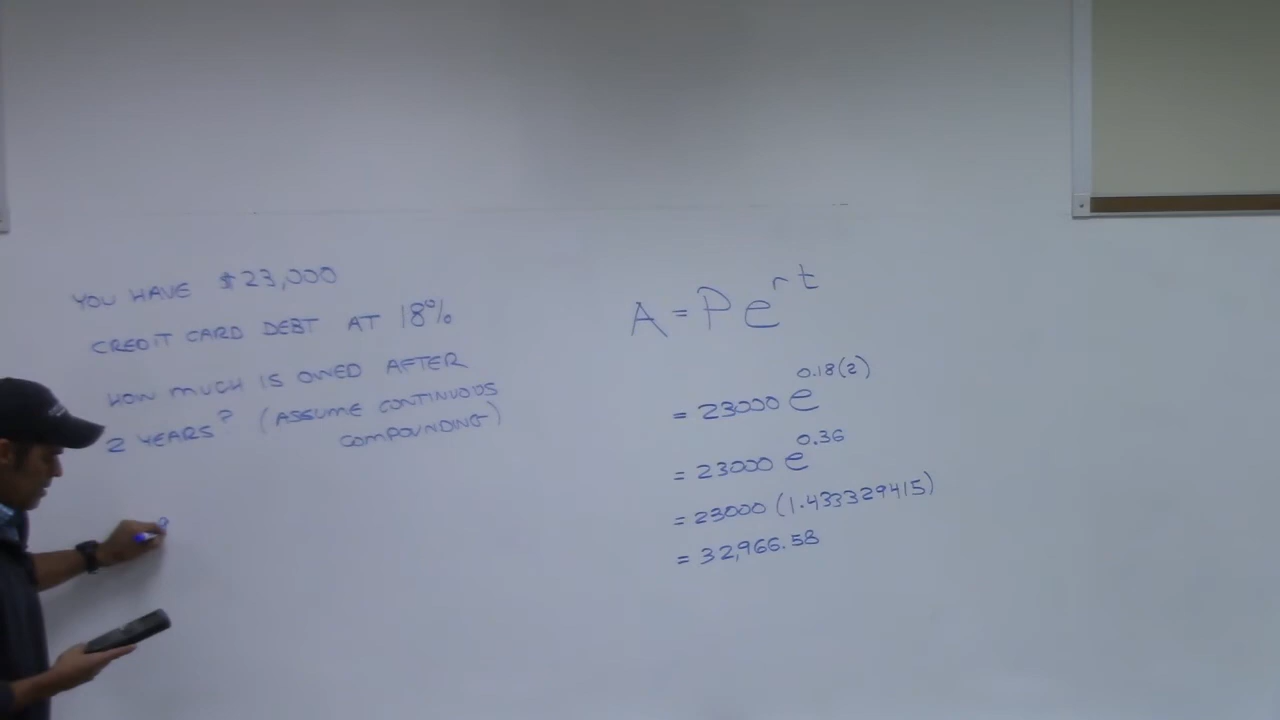 YOU HAVE $23,000
CREDIT CARD DEBT AT 18%
HOW MUCH IS OWED AFTER
2 YEARS? (ASSUME CONTINUOUS
COMPOUNDING)
A = Pe^rt
= 23000 e^0.18(2)
= 23000 e^0.36
= 23000 (1.433329415)
= 32,966.58